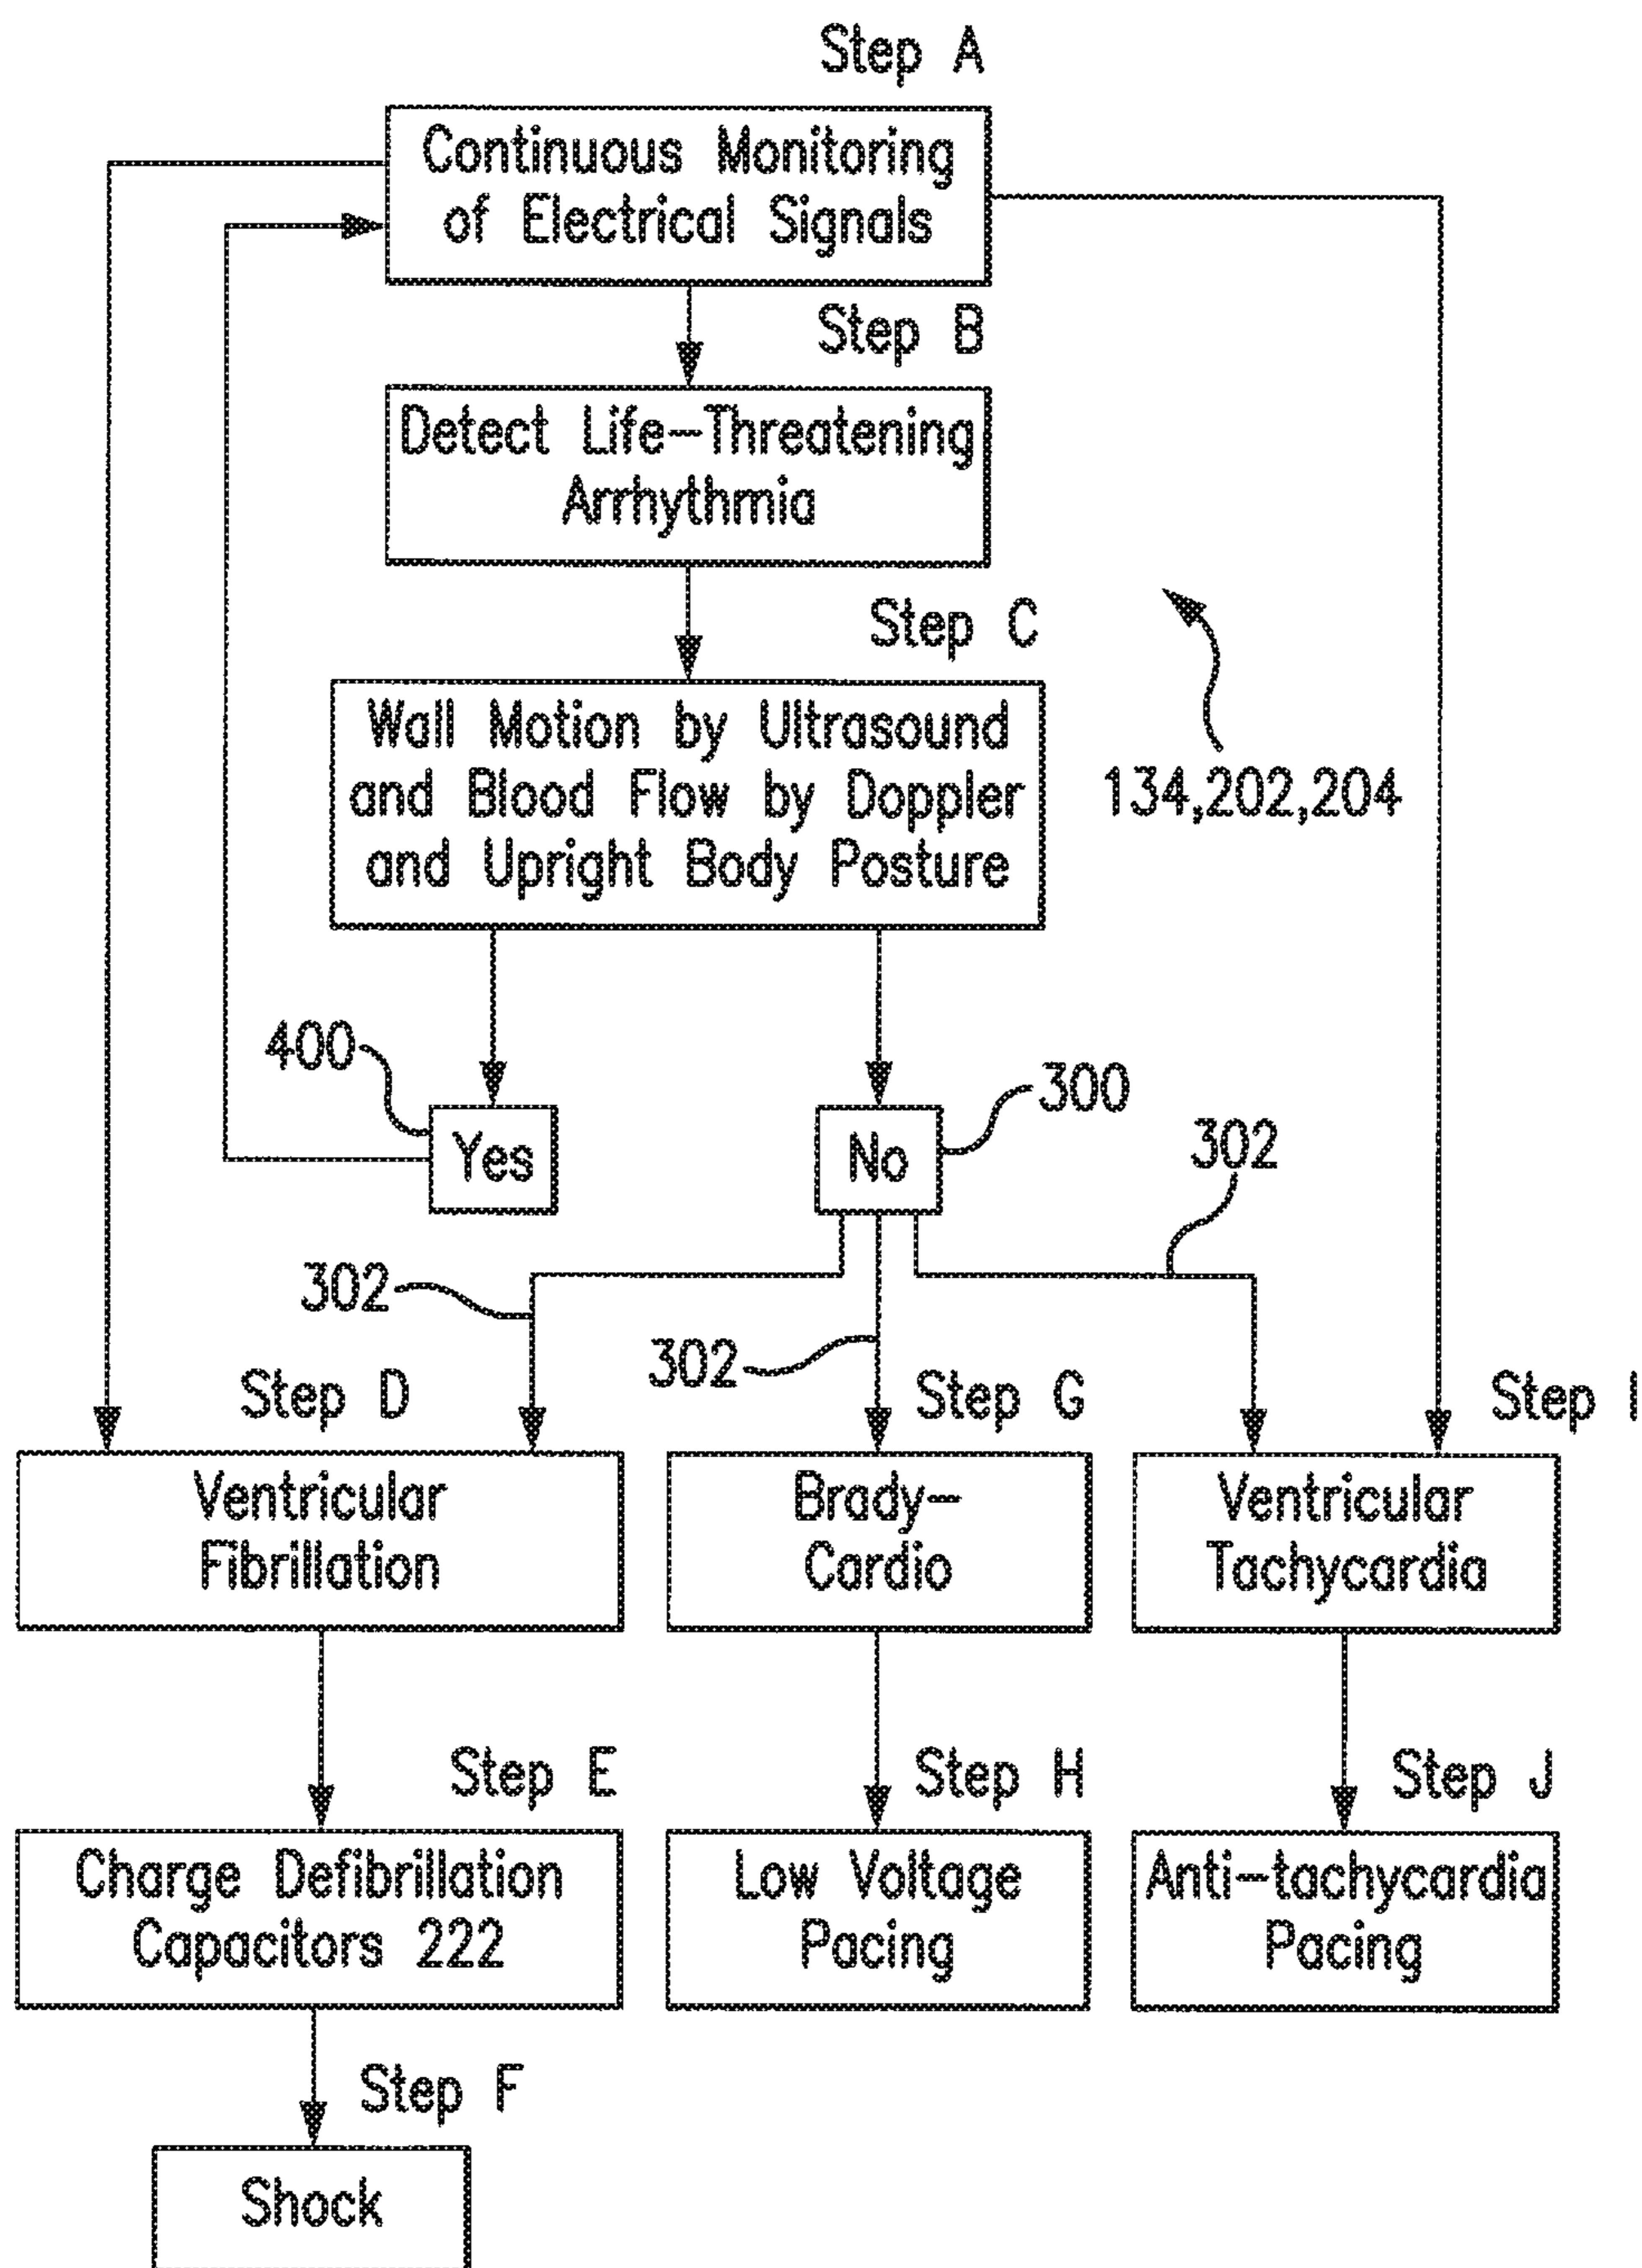 Step A
Continuous Monitoring
of Electrical Signals
Step B
Detect Life-Threatening
Arrhythmia
Step C
Wall Motion by Ultrasound
and Blood Flow by Doppler
and Upright Body Posture
134,202,204
400
Yes
No
300
302
302
302
Step D
Step G
Step I
Ventricular
Fibrillation
Brady-
Cardio
Ventricular
Tachycardia
Step E
Step H
Step J
Charge Defibrillation
Capacitors 222
Low Voltage
Pacing
Anti-tachycardia
Pacing
Step F
Shock